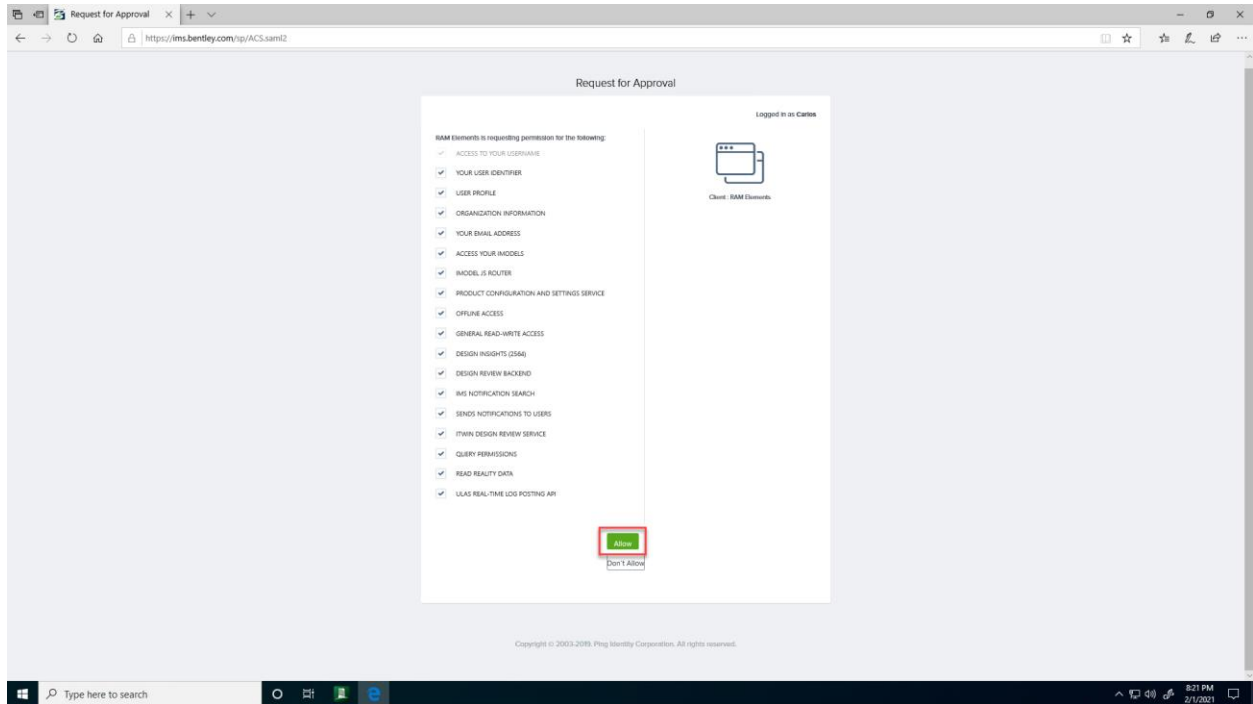 Request for Approval
https://ims.bentley.com/sp/ACS.saml2
Request for Approval
Logged in as Carlos
RAM Elements is requesting permission for the following:
ACCESS TO YOUR USERNAME
YOUR USER IDENTIFIER
USER PROFILE
ORGANIZATION INFORMATION
YOUR EMAIL ADDRESS
ACCESS YOUR IMODELS
IMODEL JS ROUTER
PRODUCT CONFIGURATION AND SETTINGS SERVICE
OFFLINE ACCESS
GENERAL READ-WRITE ACCESS
DESIGN INSIGHTS (2564)
DESIGN REVIEW BACKEND
IMS NOTIFICATION SEARCH
SENDS NOTIFICATIONS TO USERS
ITWIN DESIGN REVIEW SERVICE
QUERY PERMISSIONS
READ REALITY DATA
ULAS REAL-TIME LOG POSTING API
Client : RAM Elements
Allow
Don't Allow
Copyright © 2003-2019. Ping Identity Corporation. All rights reserved.
Type here to search
8:21 PM
2/1/2021